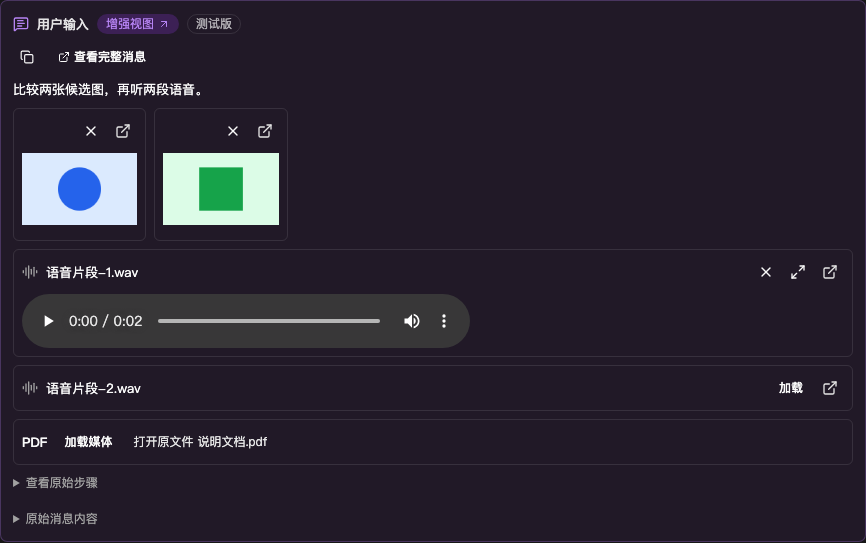 用户输入 增强视图 ↗ 测试版
查看完整消息
比较两张候选图，再听两段语音。
语音片段-1.wav
0:00 / 0:02
语音片段-2.wav 加载
PDF 加载媒体 打开原文件 说明文档.pdf
查看原始步骤
原始消息内容